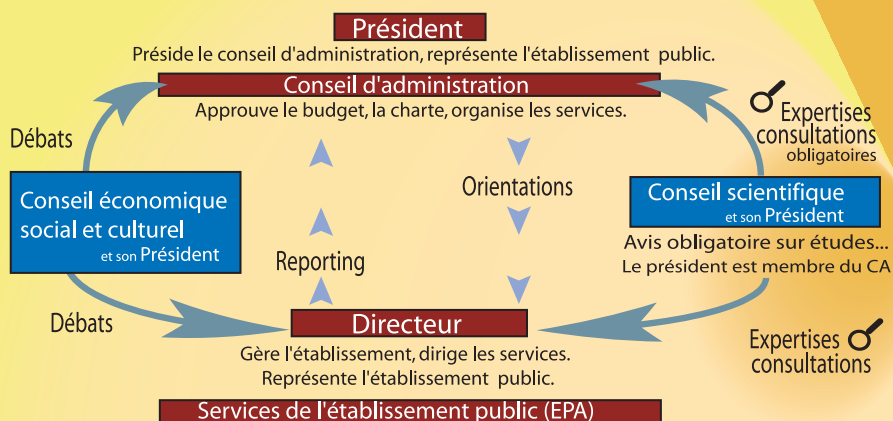 Président
Préside le conseil d'administration, représente l'établissement public.
Conseil d'administration
Approuve le budget, la charte, organise les services.
Débats
Expertises
consultations
obligatoires
Conseil économique
social et culturel
et son Président
Orientations
Conseil scientifique
et son Président
Avis obligatoire sur études...
Le président est membre du CA
Reporting
Débats
Directeur
Gère l'établissement, dirige les services.
Représente l'établissement public.
Expertises
consultations
Services de l'établissement public (EPA)